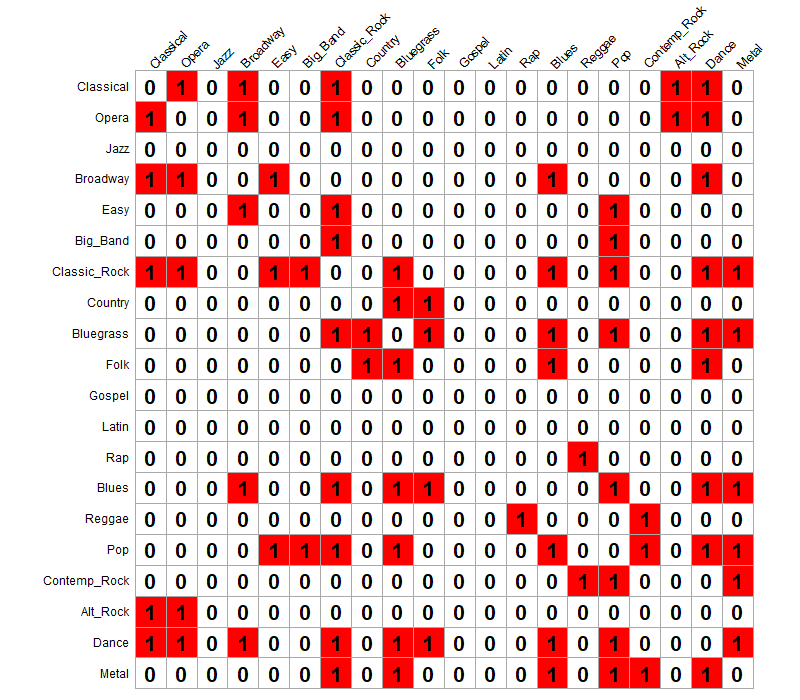 Classical Opera Jazz Broadway Easy Big_Band Classic_Rock Country Bluegrass Folk Gospel Latin Rap Blues Reggae Pop Contemp_Rock Alt_Rock Dance Metal
Classical 0 1 0 1 0 0 1 0 0 0 0 0 0 0 0 0 0 1 1 0
Opera 1 0 0 1 0 0 1 0 0 0 0 0 0 0 0 0 0 1 1 0
Jazz 0 0 0 0 0 0 0 0 0 0 0 0 0 0 0 0 0 0 0 0
Broadway 1 1 0 0 1 0 0 0 0 0 0 0 0 1 0 0 0 0 1 0
Easy 0 0 0 1 0 0 1 0 0 0 0 0 0 0 0 1 0 0 0 0
Big_Band 0 0 0 0 0 0 1 0 0 0 0 0 0 0 0 1 0 0 0 0
Classic_Rock 1 1 0 0 1 1 0 0 1 0 0 0 0 1 0 1 0 0 1 1
Country 0 0 0 0 0 0 0 0 1 1 0 0 0 0 0 0 0 0 0 0
Bluegrass 0 0 0 0 0 0 1 1 0 1 0 0 0 1 0 1 0 0 1 1
Folk 0 0 0 0 0 0 0 1 1 0 0 0 0 1 0 0 0 0 1 0
Gospel 0 0 0 0 0 0 0 0 0 0 0 0 0 0 0 0 0 0 0 0
Latin 0 0 0 0 0 0 0 0 0 0 0 0 0 0 0 0 0 0 0 0
Rap 0 0 0 0 0 0 0 0 0 0 0 0 0 0 1 0 0 0 0 0
Blues 0 0 0 1 0 0 1 0 1 1 0 0 0 0 0 1 0 0 1 1
Reggae 0 0 0 0 0 0 0 0 0 0 0 0 1 0 0 0 1 0 0 0
Pop 0 0 0 0 1 1 1 0 1 0 0 0 0 1 0 0 1 0 1 1
Contemp_Rock 0 0 0 0 0 0 0 0 0 0 0 0 0 0 1 1 0 0 0 1
Alt_Rock 1 1 0 0 0 0 0 0 0 0 0 0 0 0 0 0 0 0 0 0
Dance 1 1 0 1 0 0 1 0 1 1 0 0 0 1 0 1 0 0 0 1
Metal 0 0 0 0 0 0 1 0 1 0 0 0 0 1 0 1 1 0 1 0